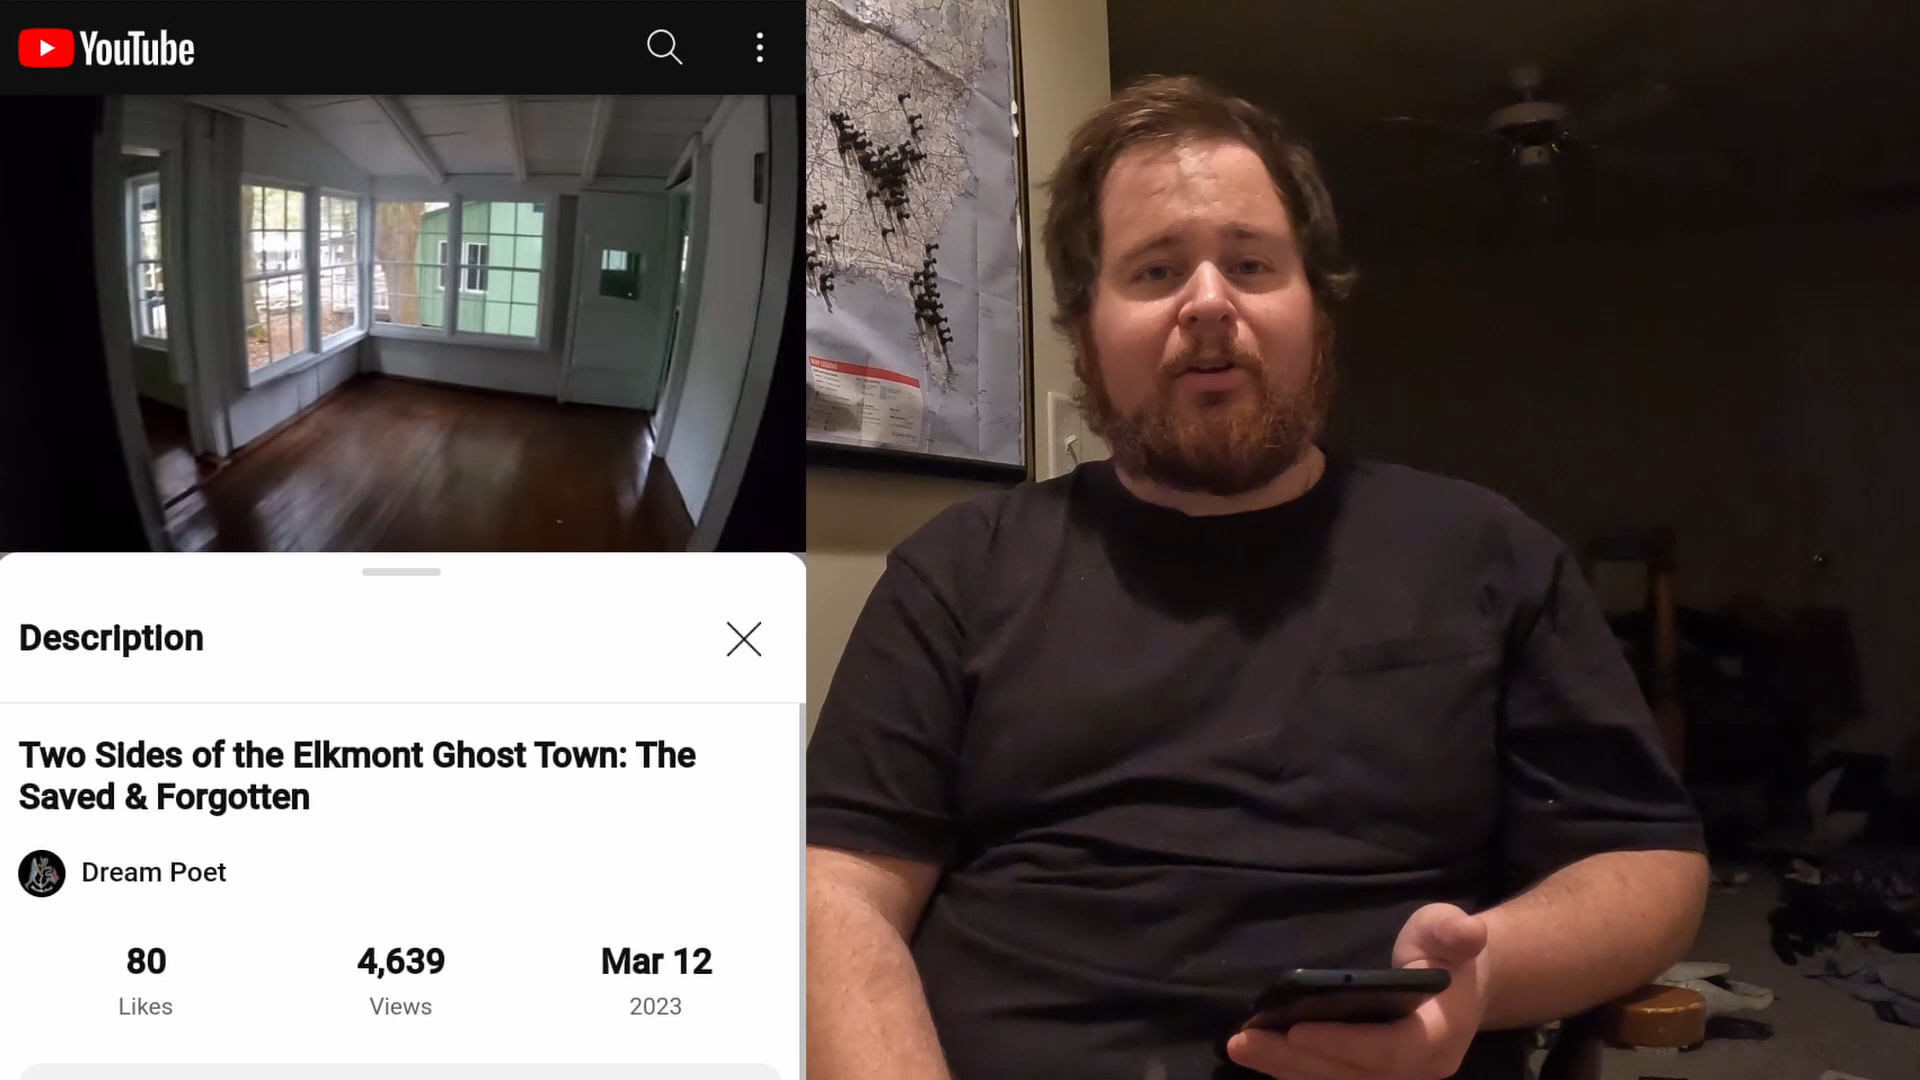 YouTube
Description
Two Sides of the Elkmont Ghost Town: The
Saved & Forgotten
Dream Poet
80
4,639
Mar 12
Likes
Views
2023